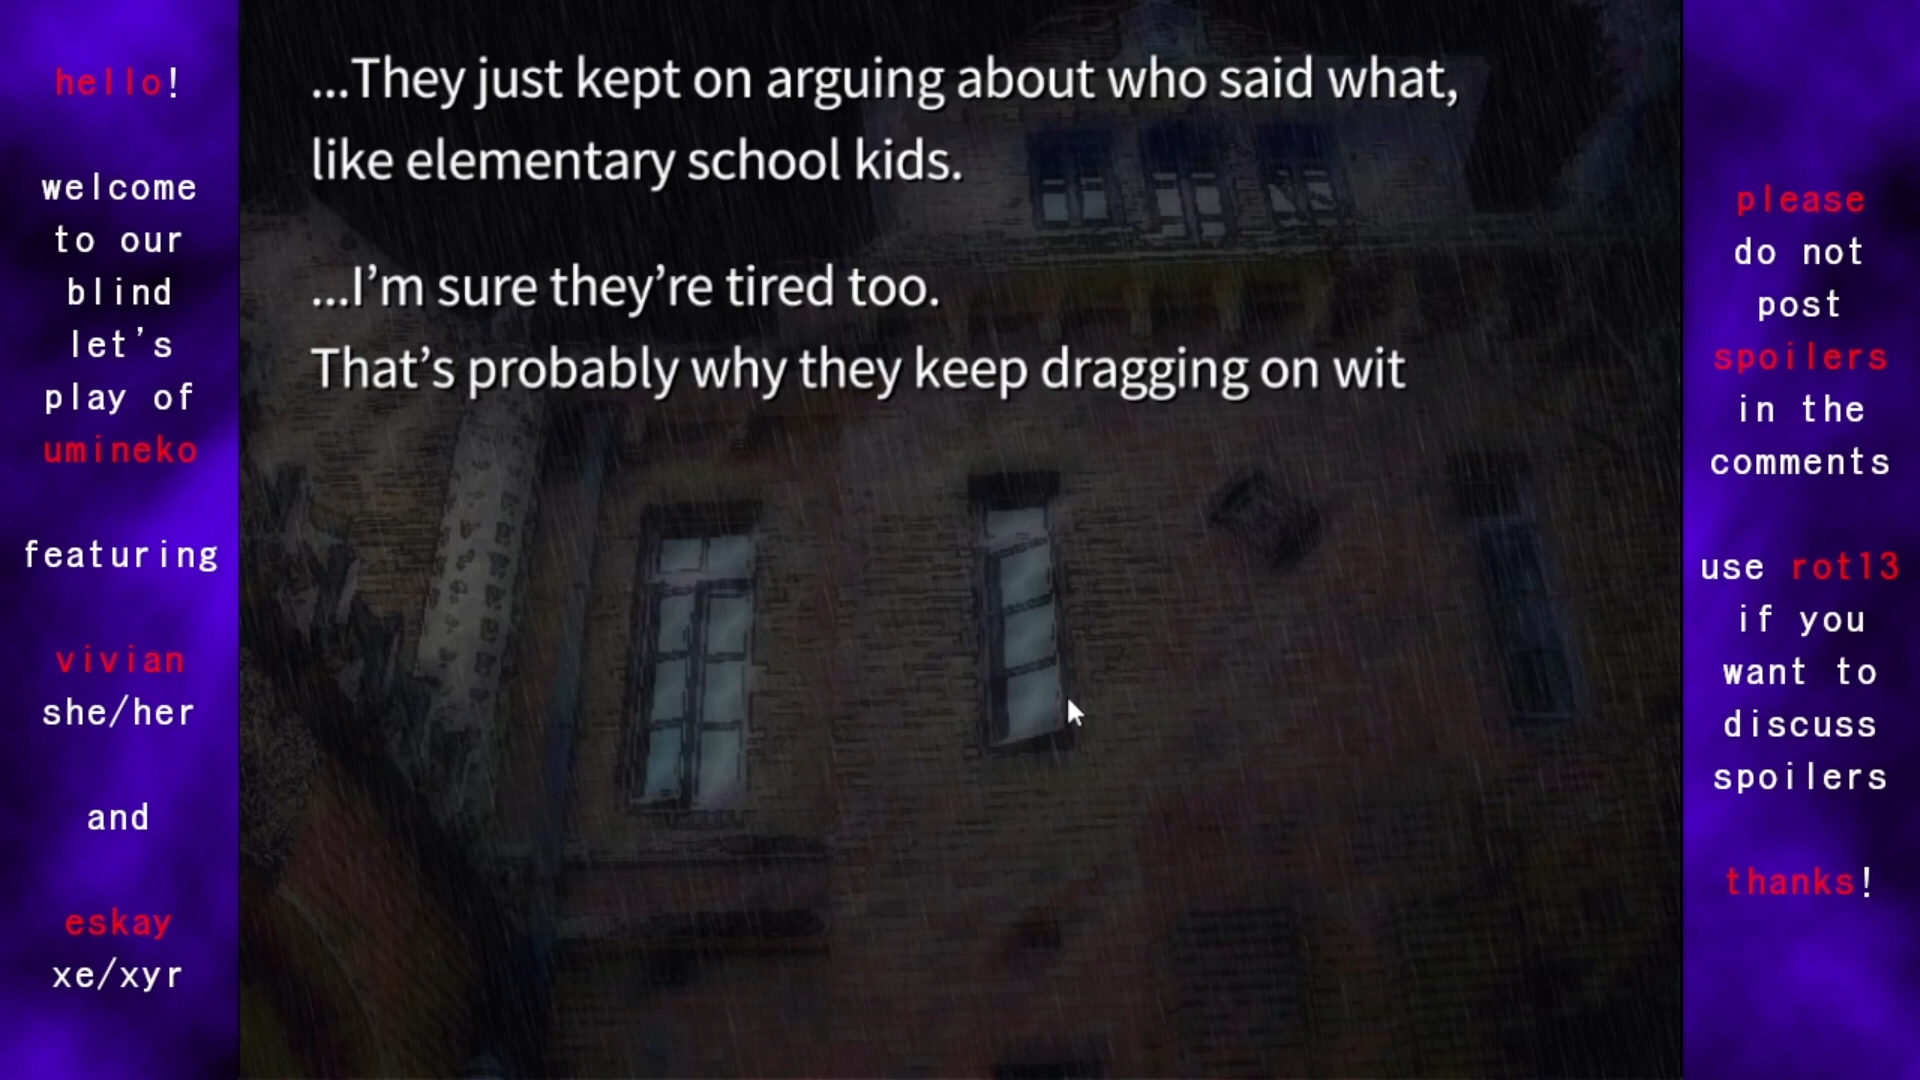 hello!
welcome
to our
blind
let's
play of
umineko
featuring
vivian
she/her
and
eskay
xe/xyr
...They just kept on arguing about who said what,
like elementary school kids.
...I’m sure they’re tired too.
That’s probably why they keep dragging on wit
please
do not
post
spoilers
in the
comments
use rot13
if you
want to
discuss
spoilers
thanks!